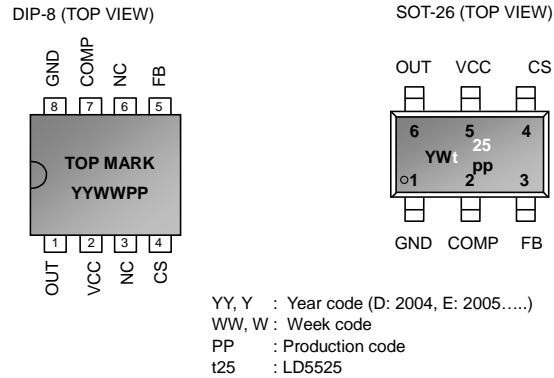 DIP-8 (TOP VIEW)
GND COMP NC FB
8 7 6 5
TOP MARK
YYWWPP
1 2 3 4
OUT VCC NC CS
SOT-26 (TOP VIEW)
OUT VCC CS
6 5 4
YWt 25
pp
1 2 3
GND COMP FB
YY, Y : Year code (D: 2004, E: 2005…..)
WW, W : Week code
PP : Production code
t25 : LD5525